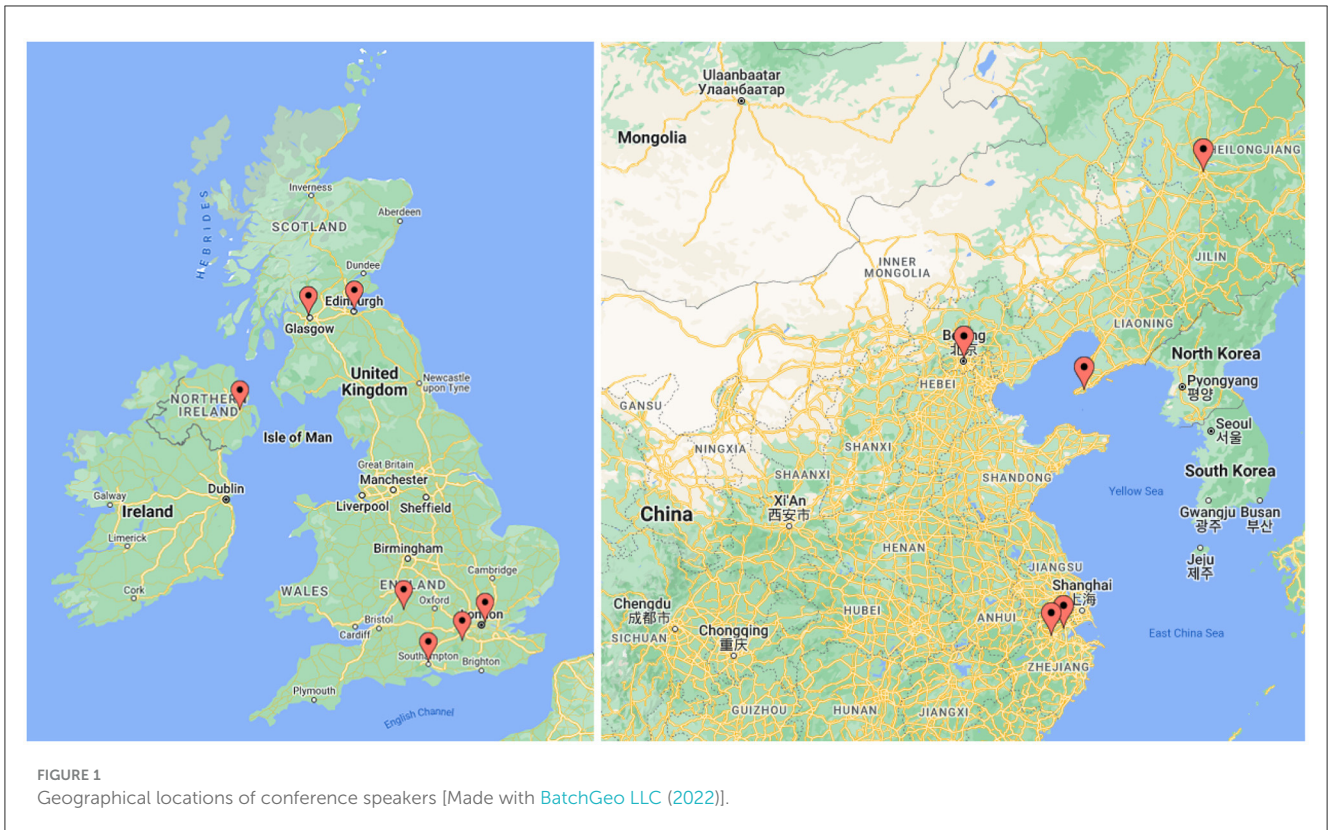 Inverness
Aberdeen
SCOTLAND
HEBRIDES
Dundee
Edinburgh
Glasgow
United
Kingdom
Newcastle
upon Tyne
NORTHERN
IRELAND
Isle of Man
Great Britain
Manchester
Liverpool
Sheffield
Dublin
Galway
Ireland
Limerick
Cork
Birmingham
Cambridge
WALES
ENGLAND
Oxford
London
Bristol
Cardiff
Southampton
Brighton
Plymouth
English Channel
Ulaanbaatar
Улаанбаатар
Mongolia
HEILONGJIANG
JILIN
INNER
MONGOLIA
LIAONING
Beijing
北京
HEBEI
North Korea
Pyongyang
평양
Seoul
서울
South Korea
GANSU
NINGXIA
SHANXI
SHAANXI
SHANDONG
Yellow Sea
Xi'An
西安市
China
Gwangju
광주
Busan
부산
Jeju
제주
HENAN
JIANGSU
Shanghai
上海
Chengdu
成都市
SICHUAN
Chongqing
重庆
HUBEI
ANHUI
East China Sea
ZHEJIANG
GUIZHOU
HUNAN
JIANGXI
FIGURE 1
Geographical locations of conference speakers [Made with BatchGeo LLC (2022)].